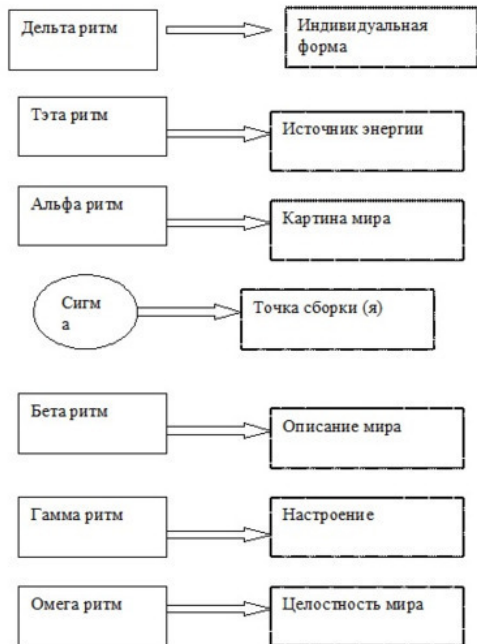 Дельта ритм
Индивидуальная
форма
Тэта ритм
Источник энергии
Альфа ритм
Картина мира
Сигм
а
Точка сборки (я)
Бета ритм
Описание мира
Гамма ритм
Настроение
Омега ритм
Целостность мира